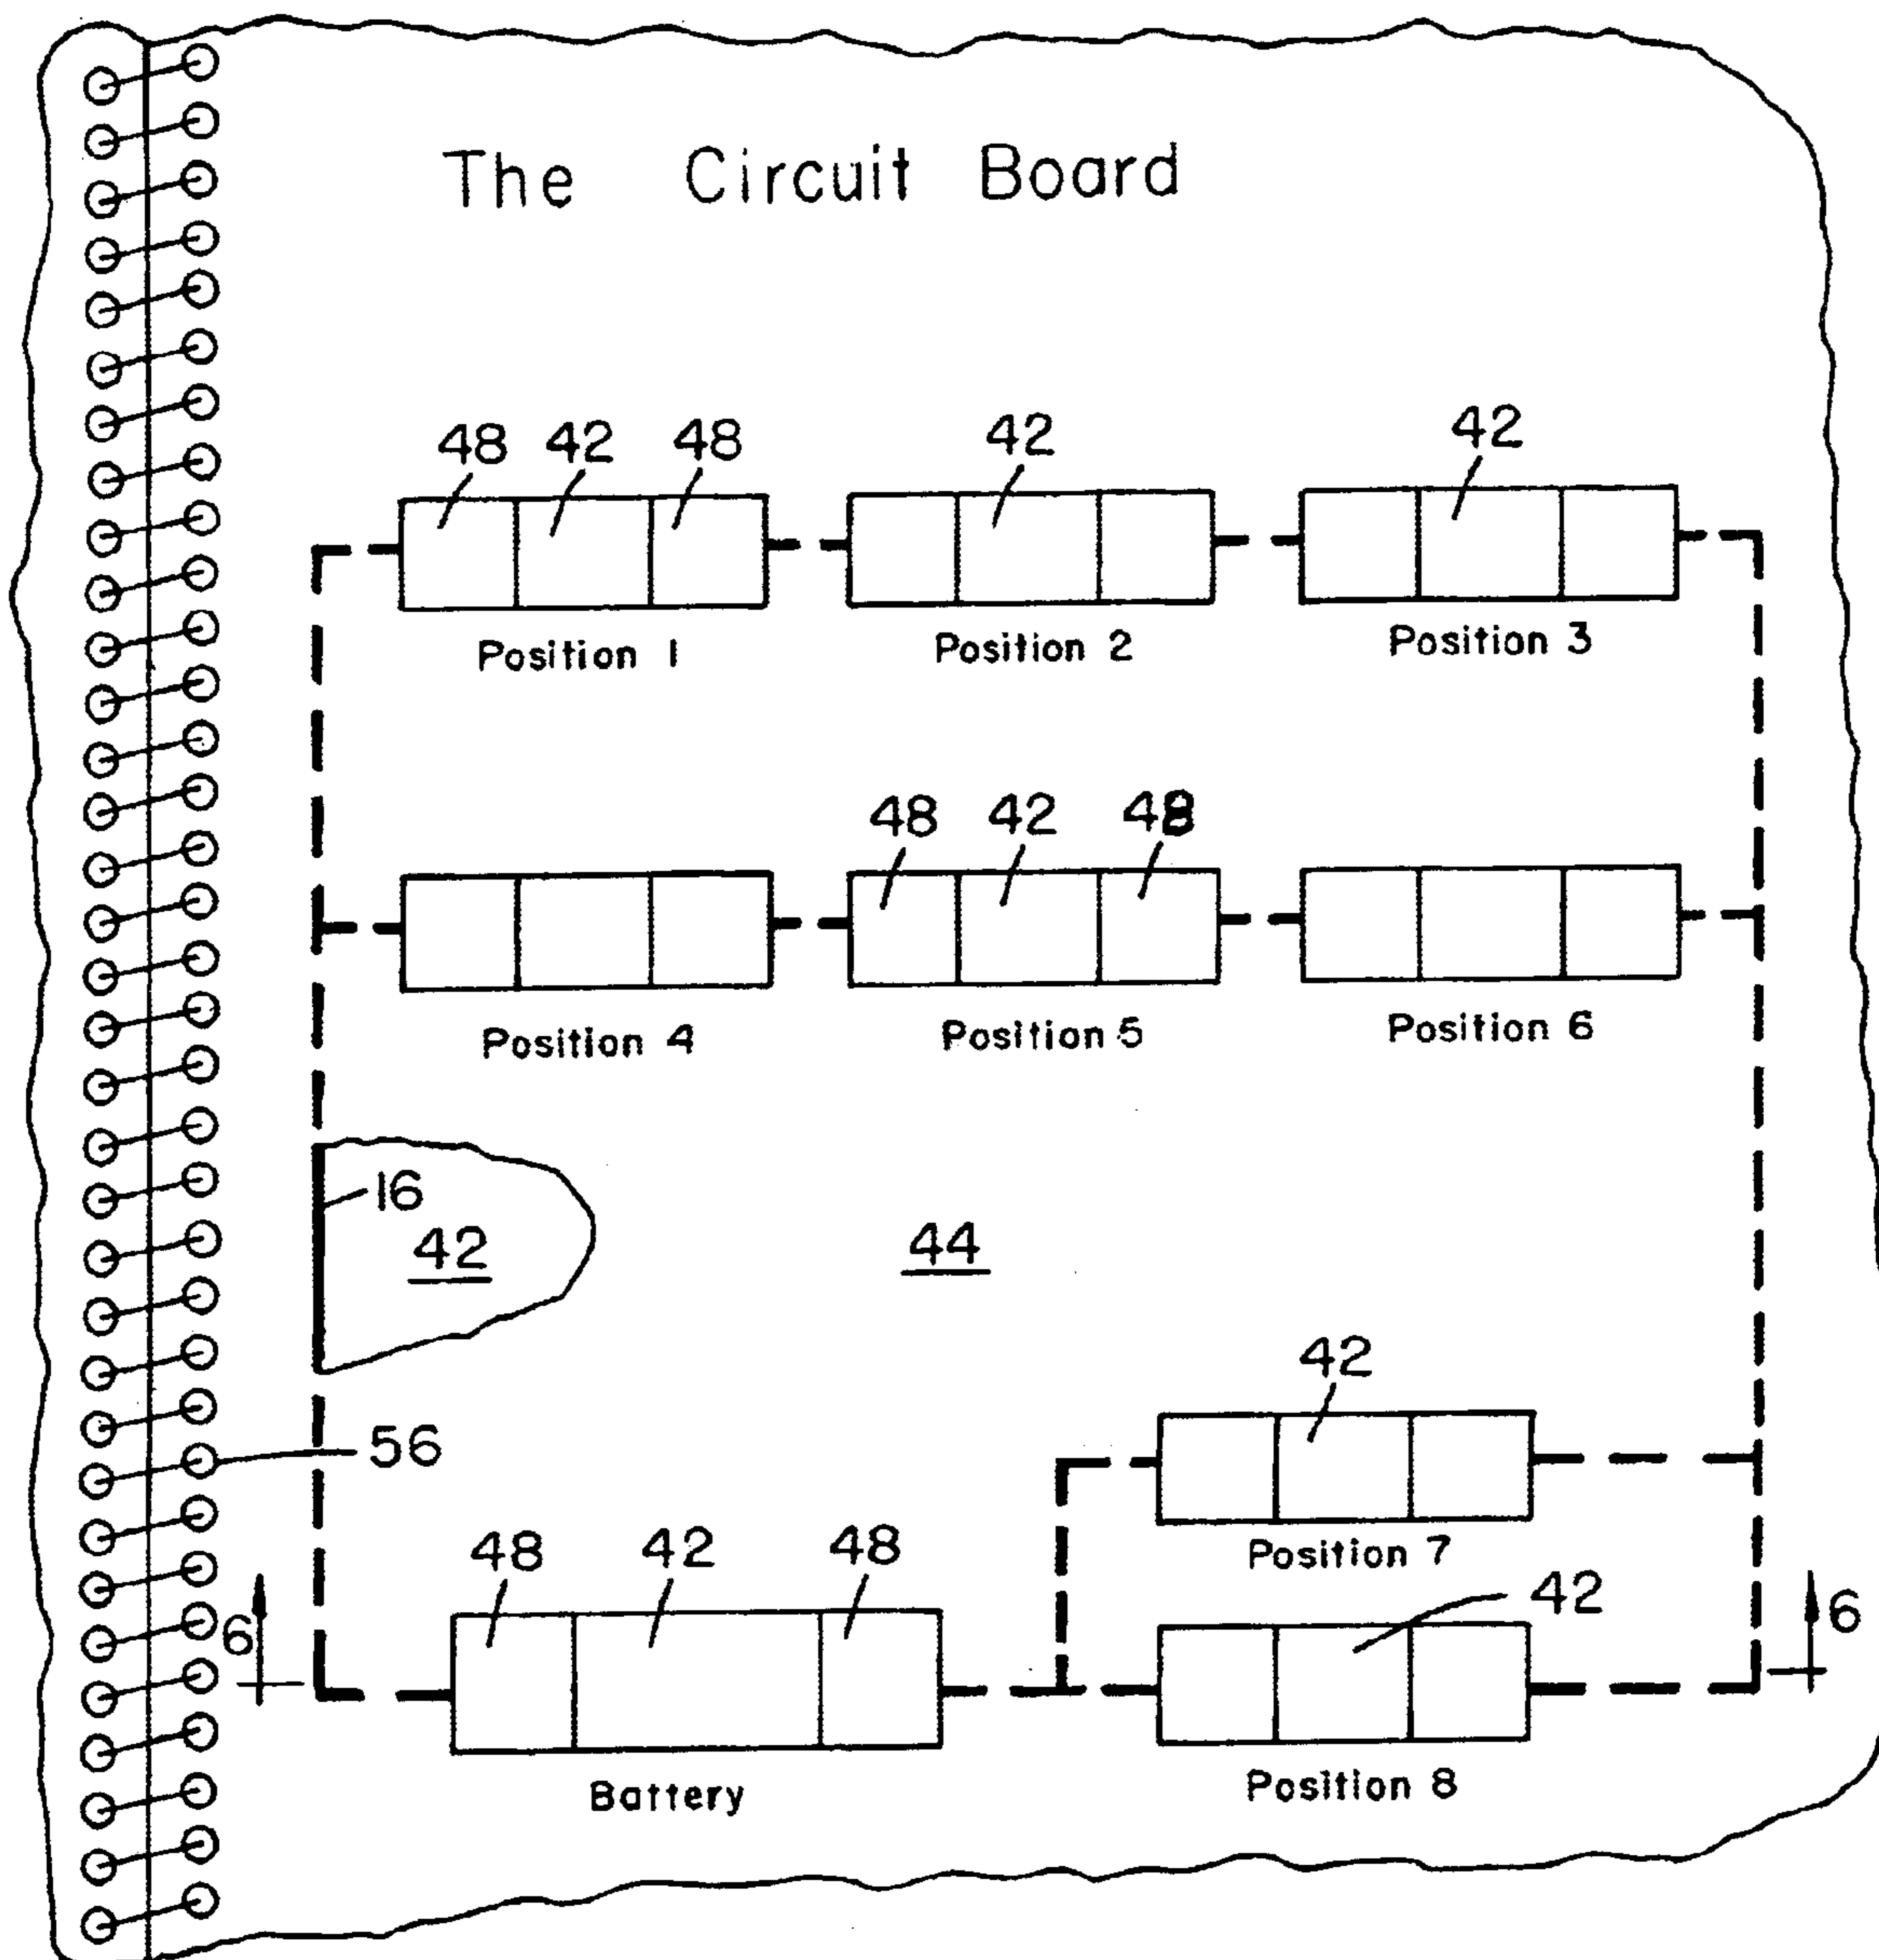 The Circuit Board
48 42 48 42 42
Position 1 Position 2 Position 3
48 42 48
Position 4 Position 5 Position 6
16
42
44
42
56
Position 7
48 42 48
42
6 6
Battery
Position 8